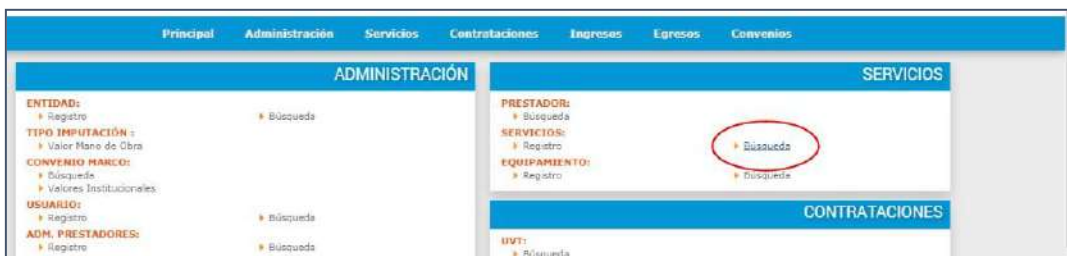 Principal Administración Servicios Contrataciones Ingresos Egresos Convenios
ADMINISTRACIÓN
ENTIDAD:
Registro Búsqueda
TIPO IMPUTACIÓN :
Valor Mano de Obra
CONVENIO MARCO:
Búsqueda
Valores Institucionales
USUARIO:
Registro Búsqueda
ADM. PRESTADORES:
Registro Búsqueda
SERVICIOS
PRESTADOR:
Búsqueda
SERVICIOS:
Registro Búsqueda
EQUIPAMIENTO:
Registro Búsqueda
CONTRATACIONES
UVT:
Búsqueda